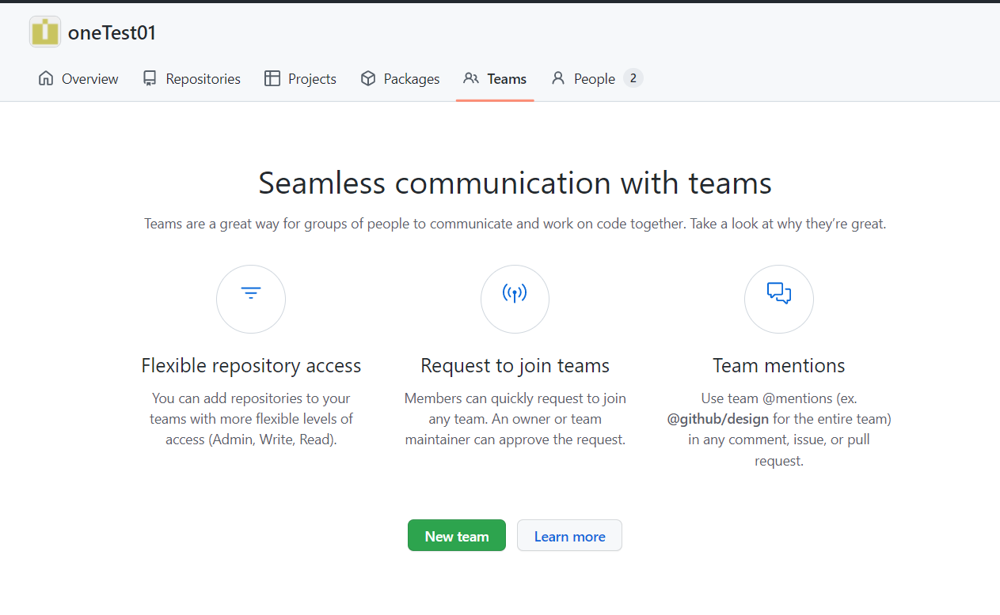 oneTest01
Overview Repositories Projects Packages Teams People 2
Seamless communication with teams
Teams are a great way for groups of people to communicate and work on code together. Take a look at why they’re great.
Flexible repository access
You can add repositories to your
teams with more flexible levels of
access (Admin, Write, Read).
Request to join teams
Members can quickly request to join
any team. An owner or team
maintainer can approve the request.
Team mentions
Use team @mentions (ex.
@github/design for the entire team)
in any comment, issue, or pull
request.
New team Learn more